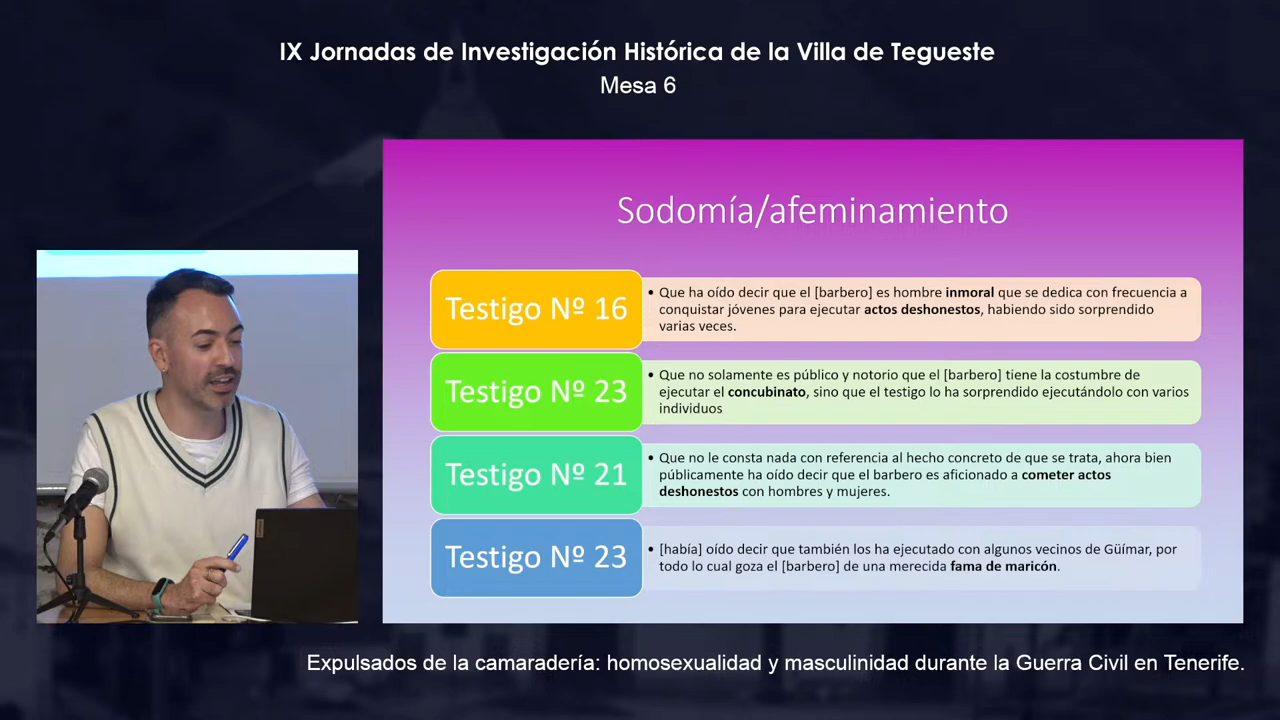 IX Jornadas de Investigación Histórica de la Villa de Tegueste
Mesa 6
Sodomía/afeminamiento
Testigo Nº 16
• Que ha oído decir que el [barbero] es hombre inmoral que se dedica con frecuencia a
conquistar jóvenes para ejecutar actos deshonestos, habiendo sido sorprendido
varias veces.
Testigo Nº 23
• Que no solamente es público y notorio que el [barbero] tiene la costumbre de
ejecutar el concubinato, sino que el testigo lo ha sorprendido ejecutándolo con varios
individuos
Testigo Nº 21
• Que no le consta nada con referencia al hecho concreto de que se trata, ahora bien
públicamente ha oído decir que el barbero es aficionado a cometer actos
deshonestos con hombres y mujeres.
Testigo Nº 23
• [había] oído decir que también los ha ejecutado con algunos vecinos de Güímar, por
todo lo cual goza el [barbero] de una merecida fama de maricón.
Expulsados de la camaradería: homosexualidad y masculinidad durante la Guerra Civil en Tenerife.